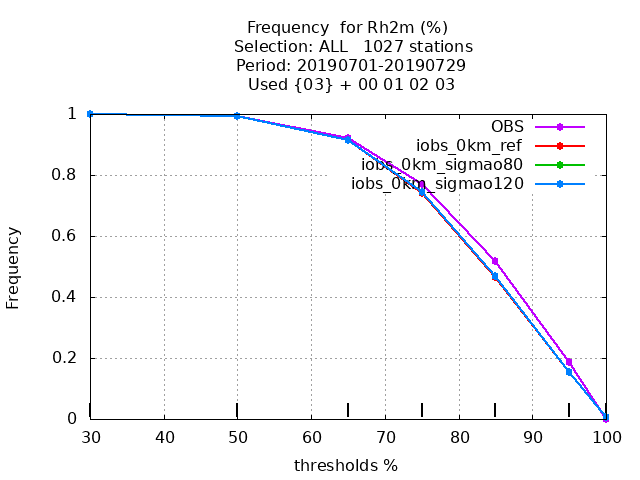 Frequency  for Rh2m (%)
Selection: ALL   1027 stations
Period: 20190701-20190729
Used {03} + 00 01 02 03
OBS
iobs_0km_ref
iobs_0km_sigmao80
iobs_0km_sigmao120
1
0.8
0.6
0.4
0.2
0
Frequency
30 40 50 60 70 80 90 100
thresholds %